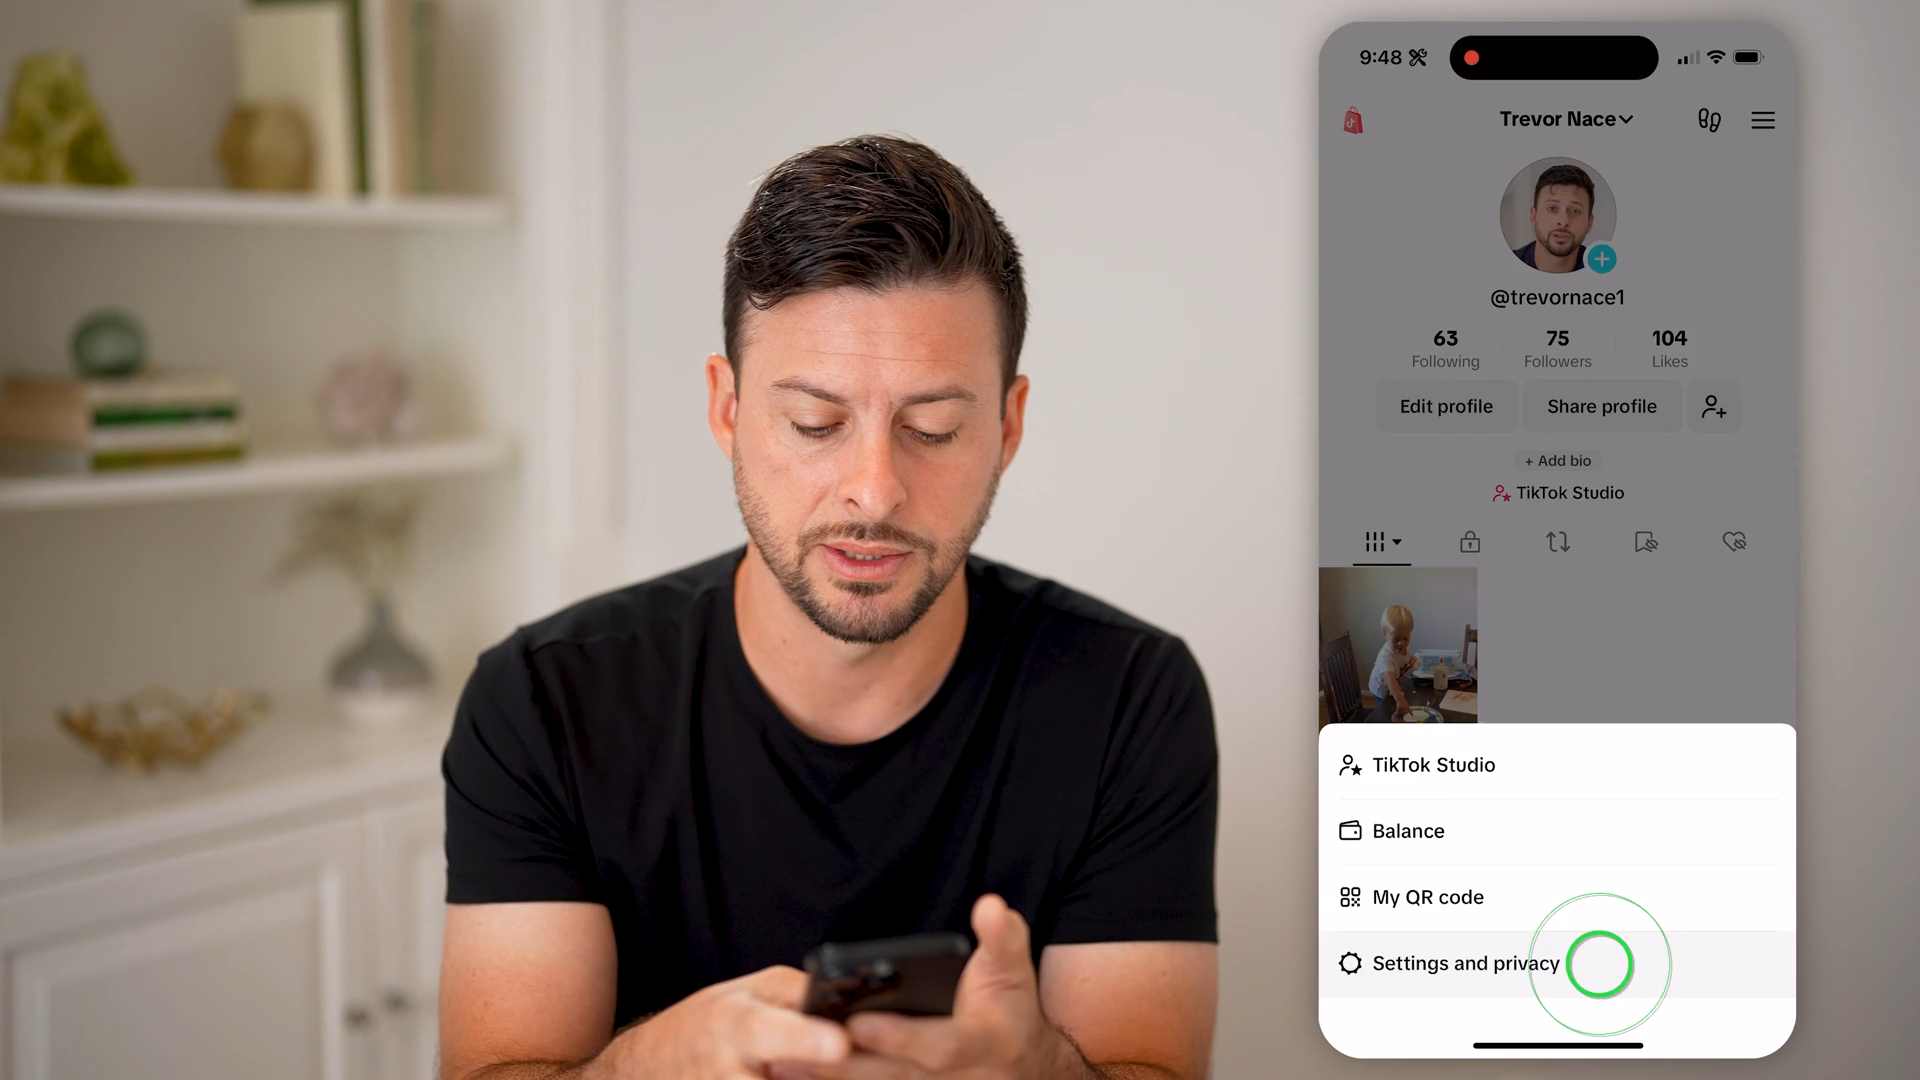 9:48
Trevor Nace
@trevornace1
63 75 104
Following Followers Likes
Edit profile Share profile
+ Add bio
TikTok Studio
TikTok Studio
Balance
My QR code
Settings and privacy